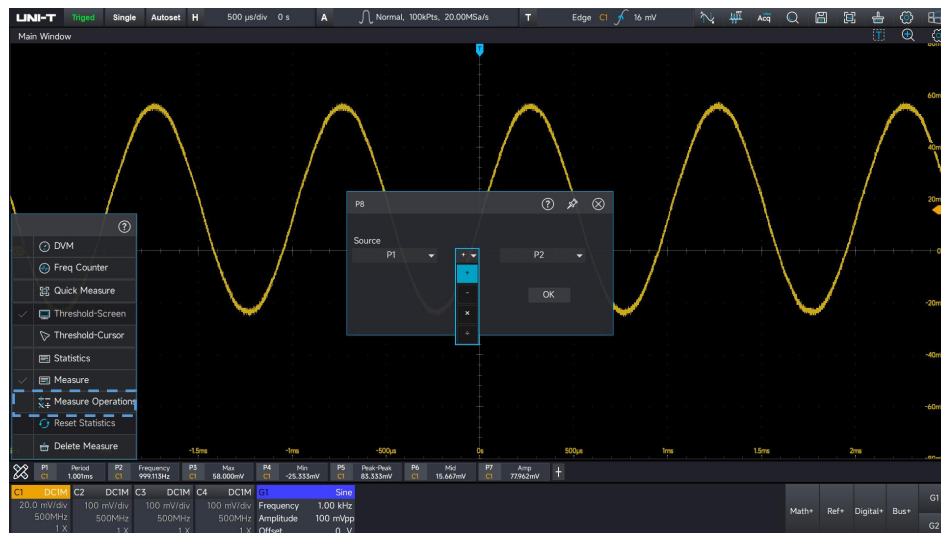 UNI-T Triged Single Autoset H 500 µs/div 0 s A Normal, 100kPts, 20.00MSa/s T Edge C1 16 mV Acq
Main Window
T
T
60m
40m
20m
0
-20m
-40m
-60m
P8
Source
P1 + P2
+
-
×
÷
OK
DVM
Freq Counter
Quick Measure
Threshold-Screen
Threshold-Cursor
Statistics
Measure
Measure Operations
Reset Statistics
Delete Measure
-1.5ms -1ms -500µs 0s 500µs 1ms 1.5ms 2ms
P1 Period P2 Frequency P3 Max P4 Min P5 Peak-Peak P6 Mid P7 Amp +
C1 1.001ms C1 999.113Hz C1 58.000mV C1 -25.333mV C1 83.333mV C1 15.667mV C1 77.962mV
C1 DC1M C2 DC1M C3 DC1M C4 DC1M G1 Sine
20.0 mV/div 100 mV/div 100 mV/div 100 mV/div Frequency 1.00 kHz
500MHz 500MHz 500MHz 500MHz Amplitude 100 mVpp
1 X 1 X 1 X 1 X Offset 0 V
Math+ Ref+ Digital+ Bus+
G1
G2